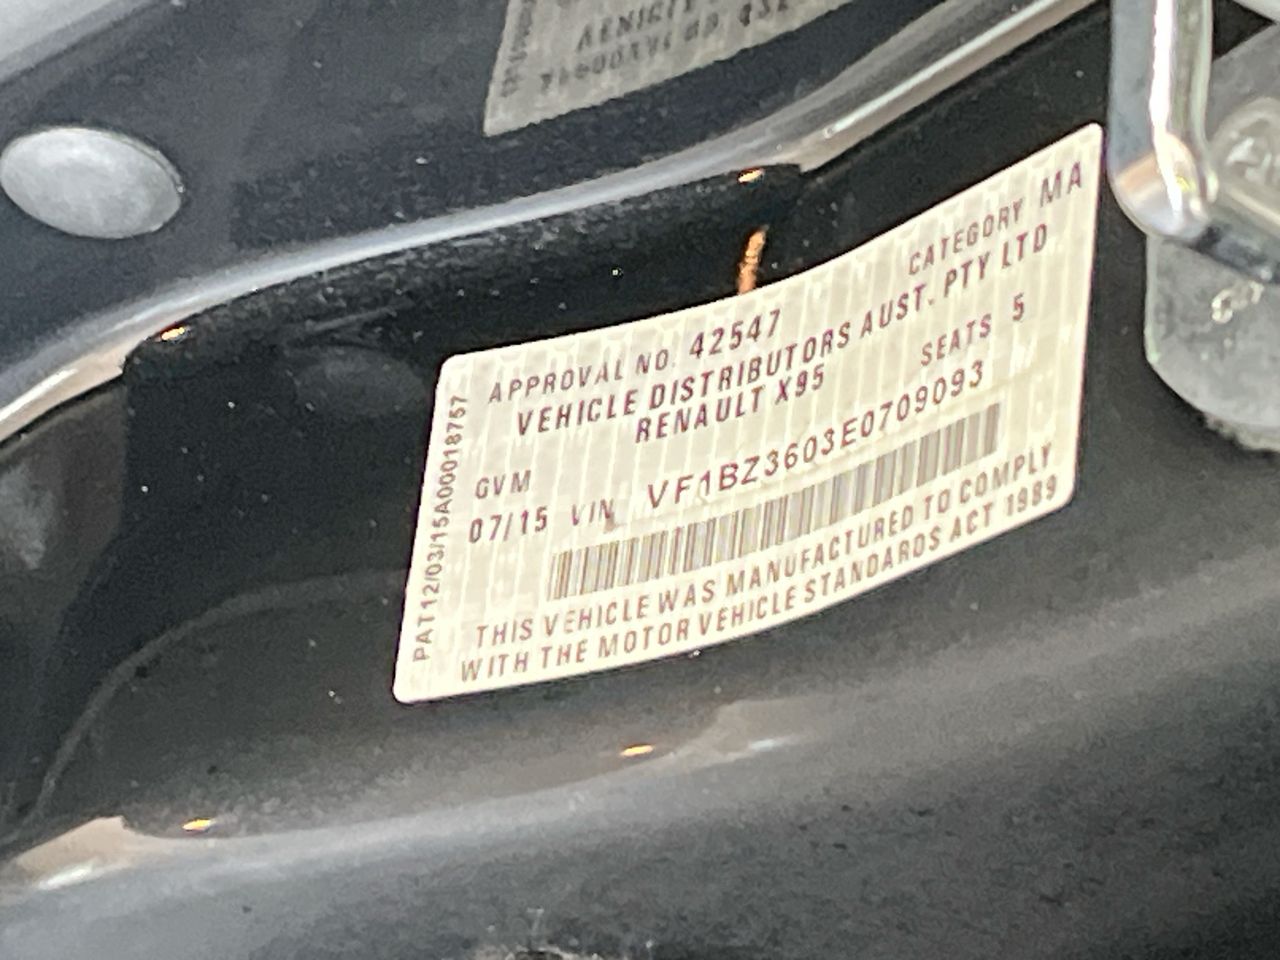 APPROVAL NO. 42547 CATEGORY MA
VEHICLE DISTRIBUTORS AUST. PTY LTD
RENAULT X95 SEATS 5
GVM
07/15 VIN VF1BZ3603E0709093
THIS VEHICLE WAS MANUFACTURED TO COMPLY
WITH THE MOTOR VEHICLE STANDARDS ACT 1989
PAT12/03/15A00018757